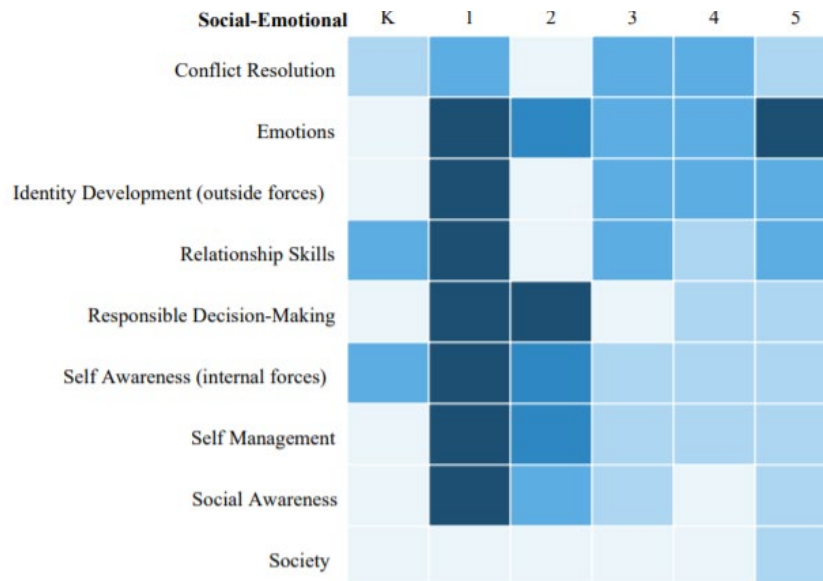 Social-Emotional K 1 2 3 4 5
Conflict Resolution
Emotions
Identity Development (outside forces)
Relationship Skills
Responsible Decision-Making
Self Awareness (internal forces)
Self Management
Social Awareness
Society